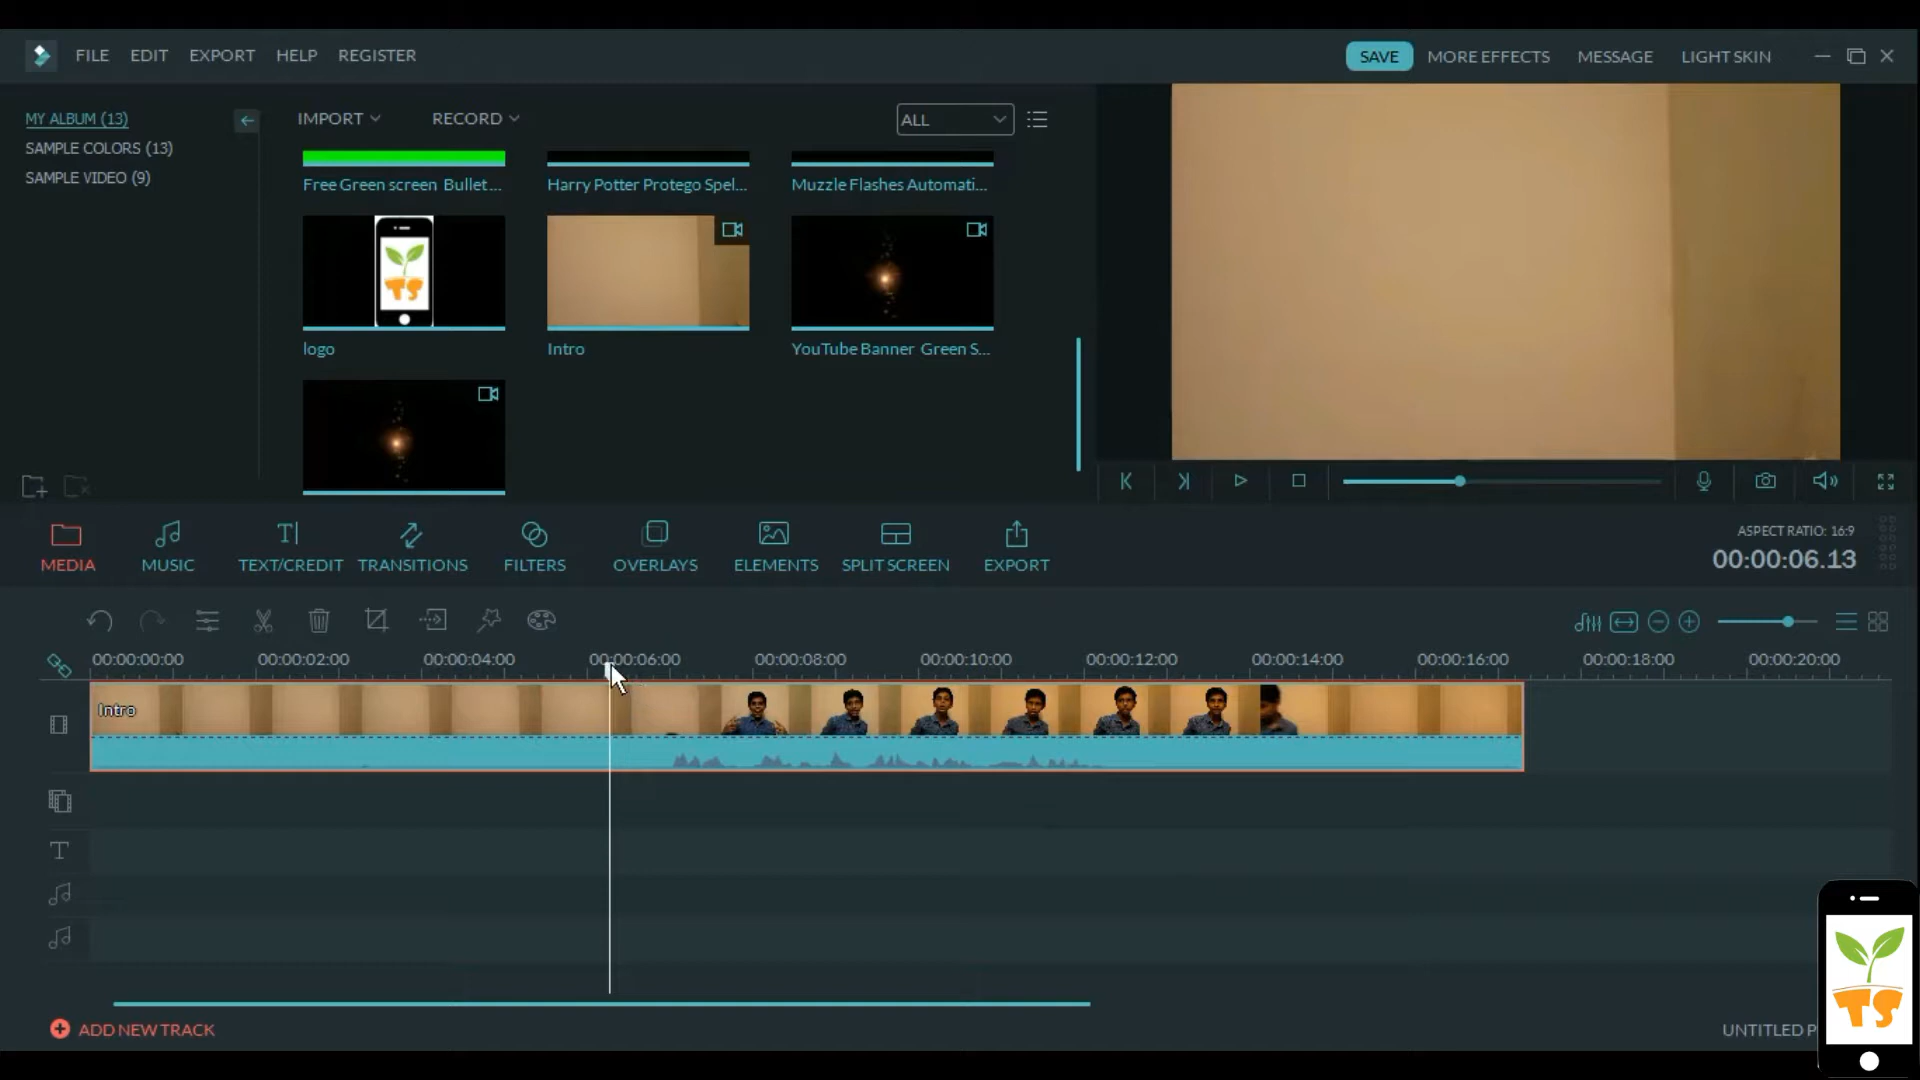 FILE EDIT EXPORT HELP REGISTER
SAVE MORE EFFECTS MESSAGE LIGHT SKIN
MY ALBUM (13)
SAMPLE COLORS (13)
SAMPLE VIDEO (9)
IMPORT RECORD ALL
Free Green screen Bullet... Harry Potter Protego Spel... Muzzle Flashes Automati...
TS
logo Intro YouTube Banner Green S...
MEDIA MUSIC TEXT/CREDIT TRANSITIONS FILTERS OVERLAYS ELEMENTS SPLIT SCREEN EXPORT
ASPECT RATIO: 16:9
00:00:06.13
00:00:00:00 00:00:02:00 00:00:04:00 00:00:06:00 00:00:08:00 00:00:10:00 00:00:12:00 00:00:14:00 00:00:16:00 00:00:18:00 00:00:20:00
Intro
TS
ADD NEW TRACK
UNTITLED P